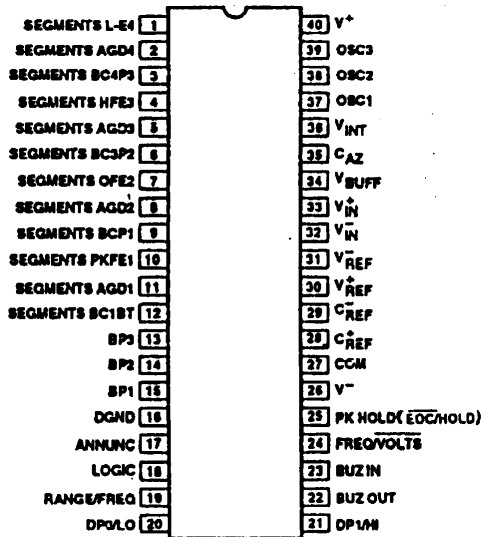 SEGMENTS L-E4 1
SEGMENTS AGD4 2
SEGMENTS BC4P3 3
SEGMENTS HFE3 4
SEGMENTS AGD3 5
SEGMENTS BC3P2 6
SEGMENTS OFE2 7
SEGMENTS AGD2 8
SEGMENTS BCP1 9
SEGMENTS PKFE1 10
SEGMENTS AGD1 11
SEGMENTS BC1BT 12
BP3 13
BP2 14
BP1 15
DGND 16
ANNUNC 17
LOGIC 18
RANGE/FREQ 19
DP0/LO 20
40 V+
39 OSC3
38 OSC2
37 OSC1
36 VINT
35 CAZ
34 VBUFF
33 V+IN
32 V-IN
31 V-REF
30 V+REF
29 C-REF
28 C+REF
27 COM
26 V-
25 PK HOLD(EOC/HOLD)
24 FREQ/VOLTS
23 BUZ IN
22 BUZ OUT
21 DP1/HI